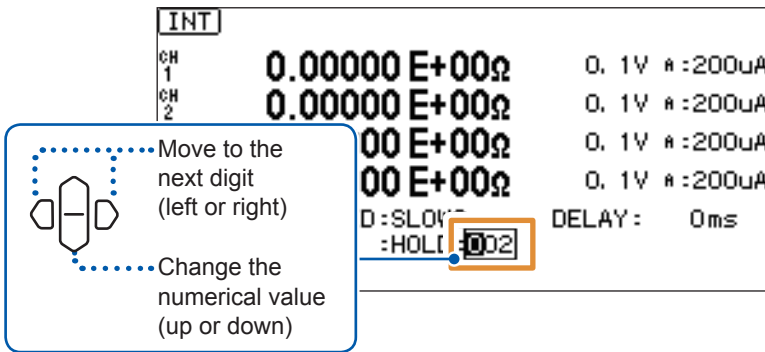 INT
CH 1 0.00000 E+00Ω 0. 1V A :200uA
CH 2 0.00000 E+00Ω 0. 1V A :200uA
00 E+00Ω 0. 1V A :200uA
00 E+00Ω 0. 1V A :200uA
D :SLOW2 DELAY : 0ms
:HOLD 002
Move to the
next digit
(left or right)
Change the
numerical value
(up or down)